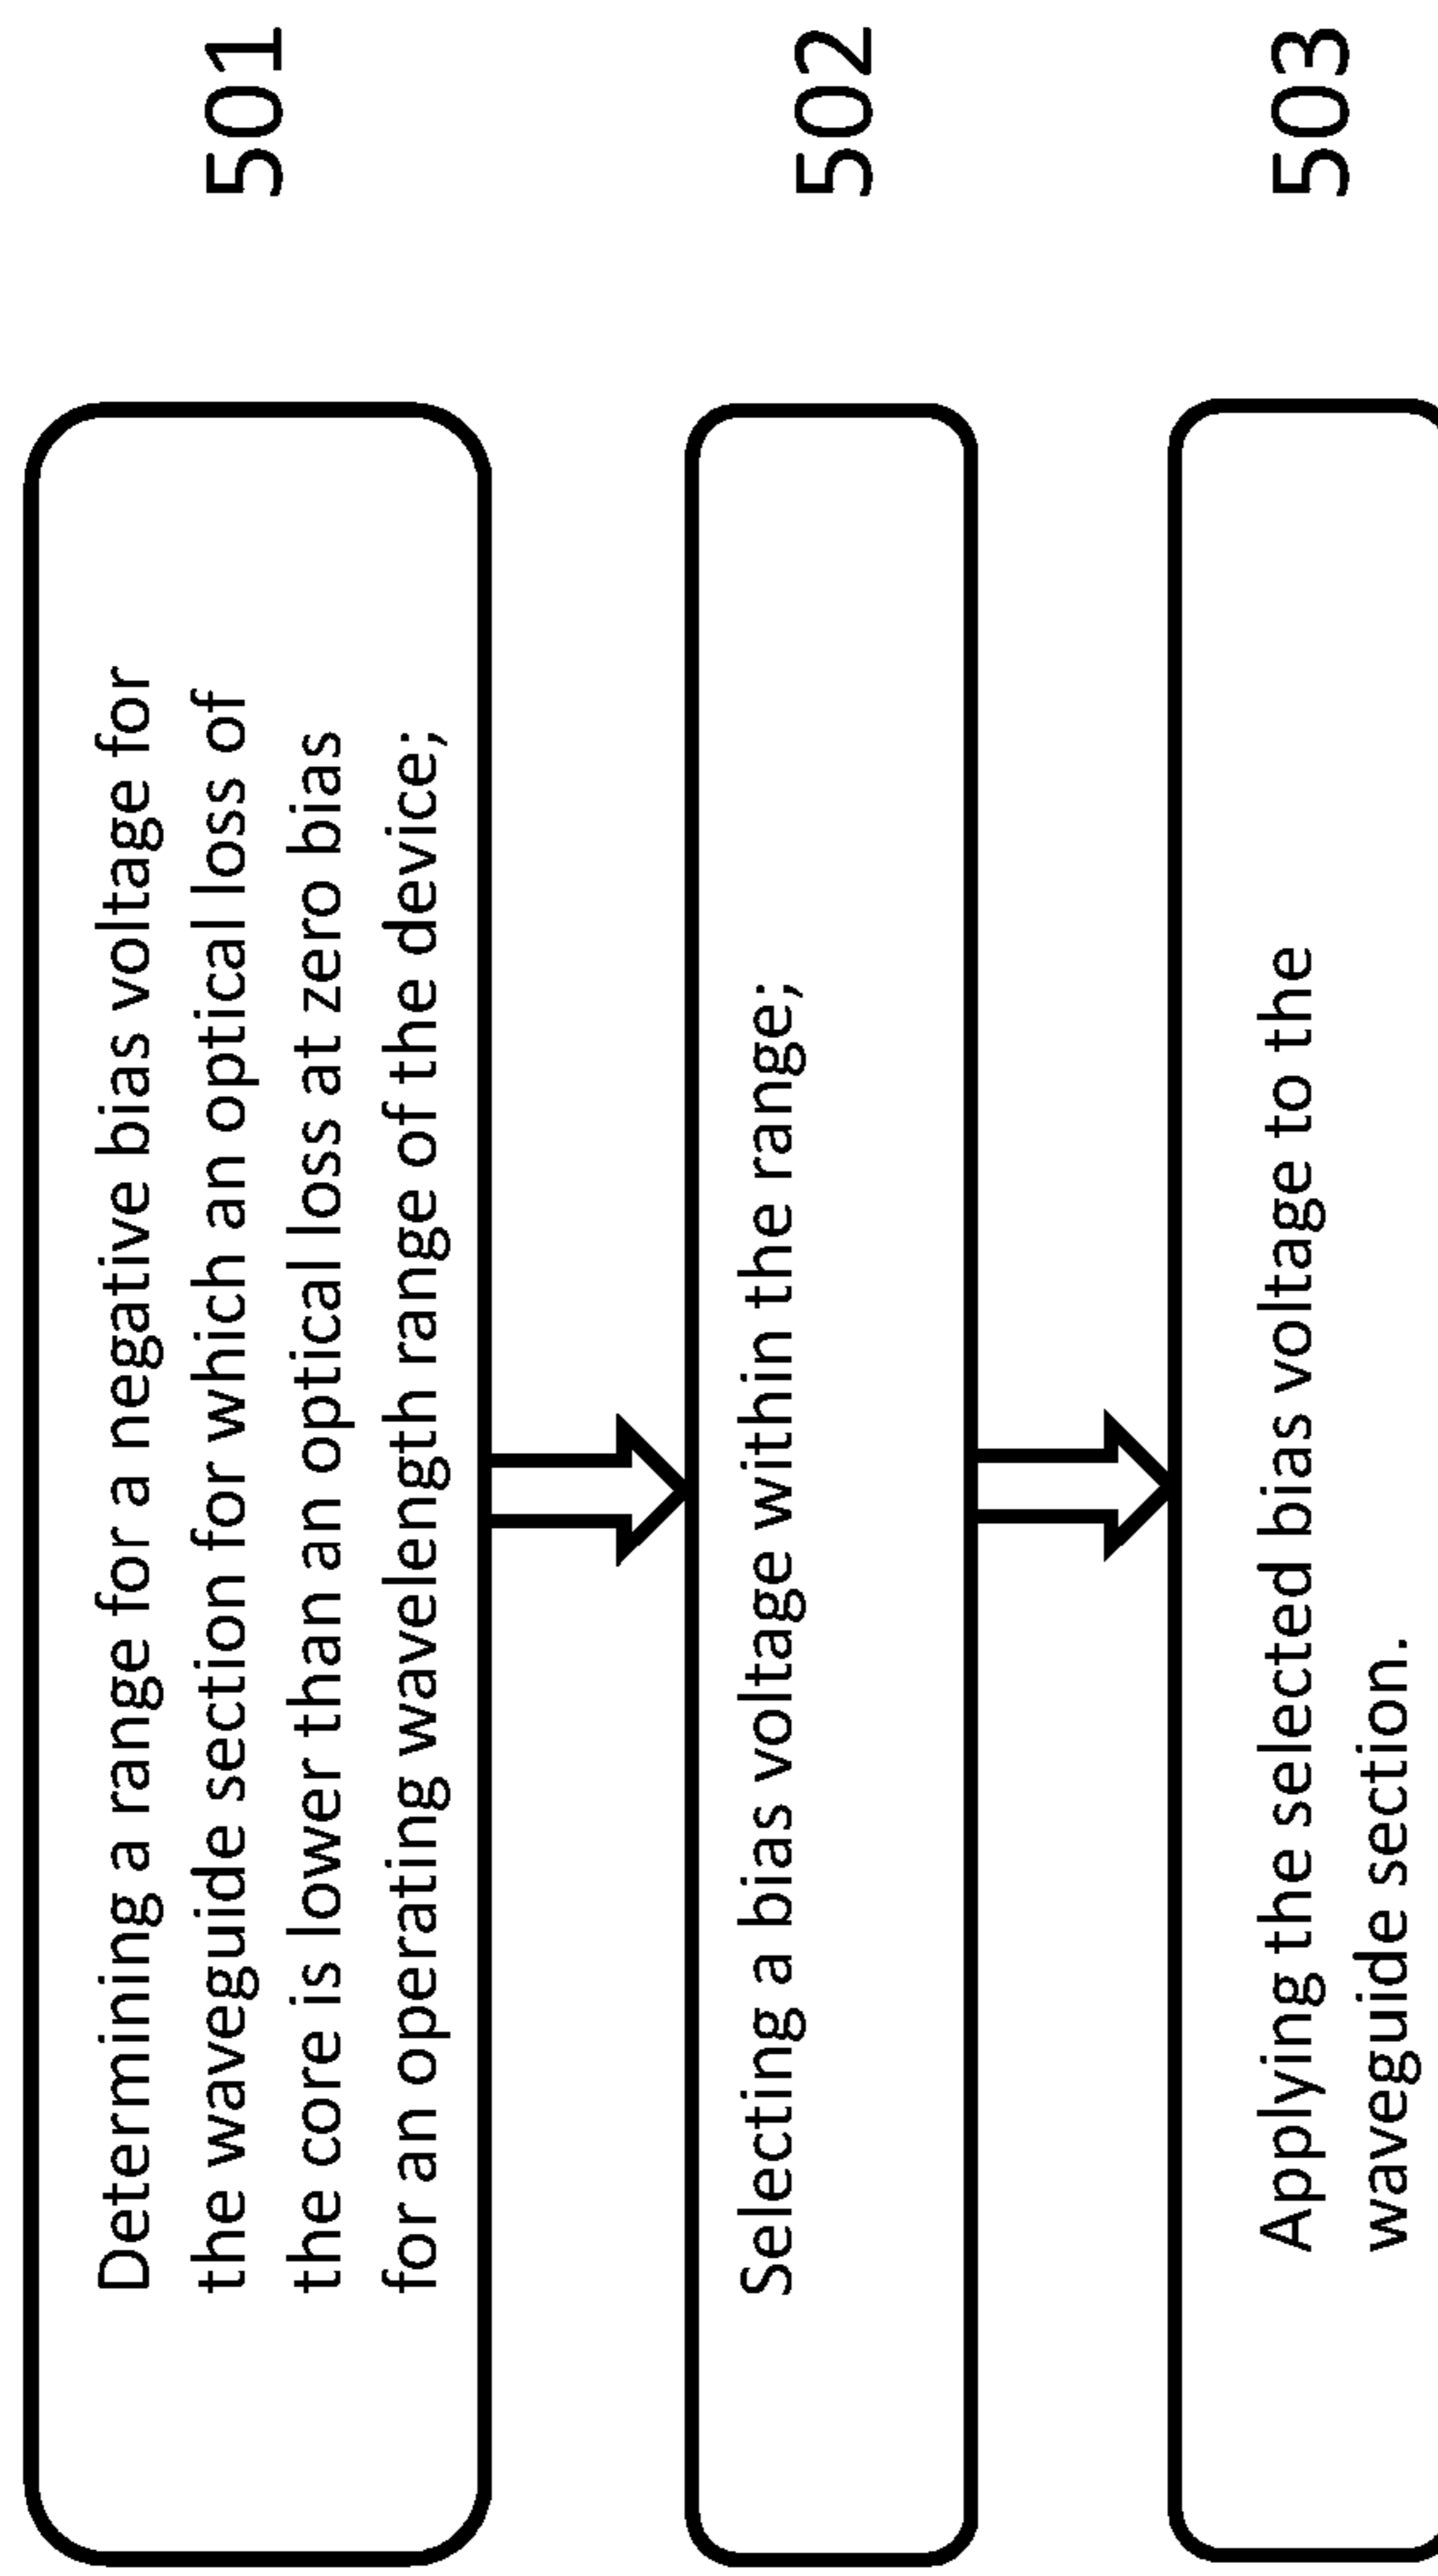 Determining a range for a negative bias voltage for
the waveguide section for which an optical loss of
the core is lower than an optical loss at zero bias
for an operating wavelength range of the device;
501
Selecting a bias voltage within the range;
502
Applying the selected bias voltage to the
waveguide section.
503